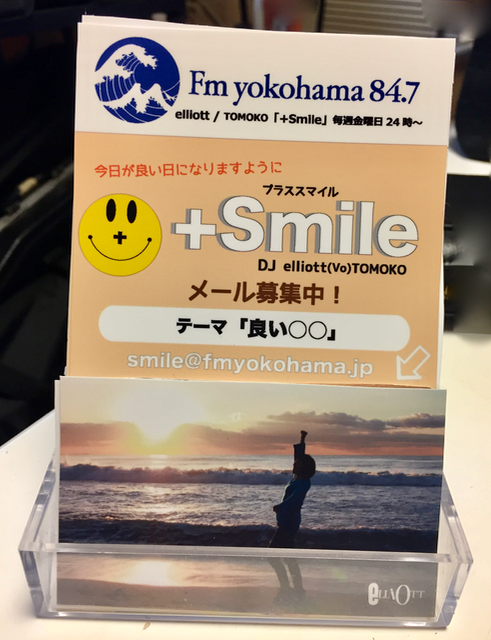 Fm yokohama 84.7
elliott / TOMOKO「+Smile」毎週金曜日24時～
今日が良い日になりますように
プラススマイル
+Smile
DJ elliott(Vo)TOMOKO
メール募集中！
テーマ「良い○○」
smile@fmyokohama.jp
ELLIOTT